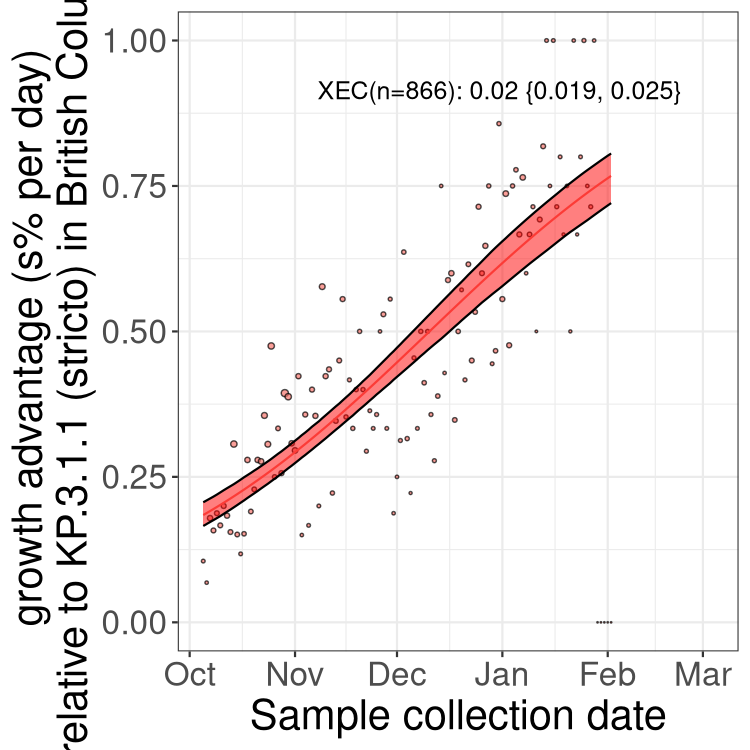 growth advantage (s% per day)
relative to KP.3.1.1 (stricto) in British Colu
1.00
0.75
0.50
0.25
0.00
XEC(n=866): 0.02 {0.019, 0.025}
Oct Nov Dec Jan Feb Mar
Sample collection date